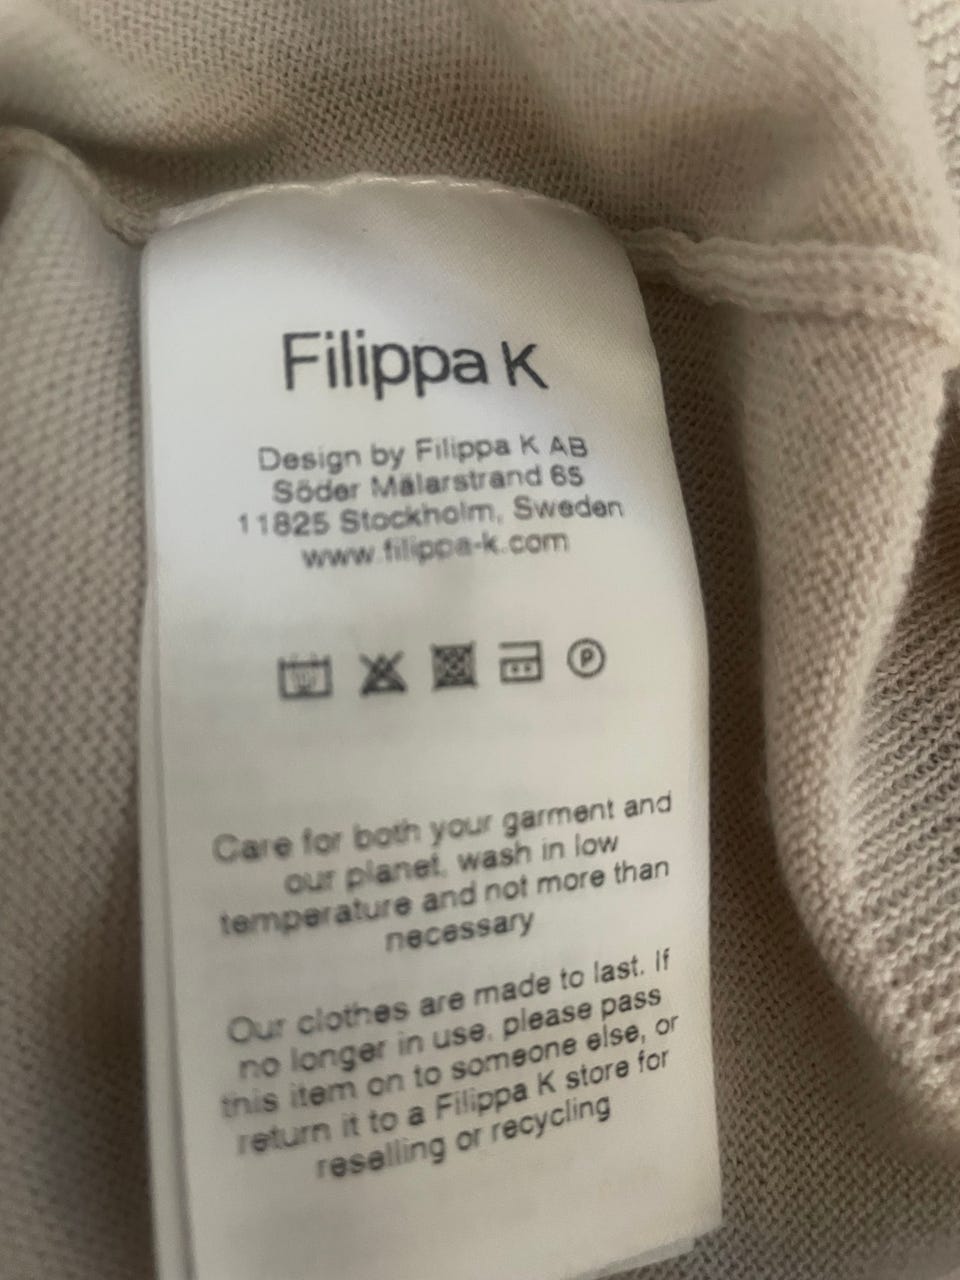 Filippa K
Design by Filippa K AB
Söder Mälarstrand 65
11825 Stockholm, Sweden
www.filippa-k.com
P
Care for both your garment and
our planet, wash in low
temperature and not more than
necessary
Our clothes are made to last. If
no longer in use, please pass
this item on to someone else, or
return it to a Filippa K store for
reselling or recycling